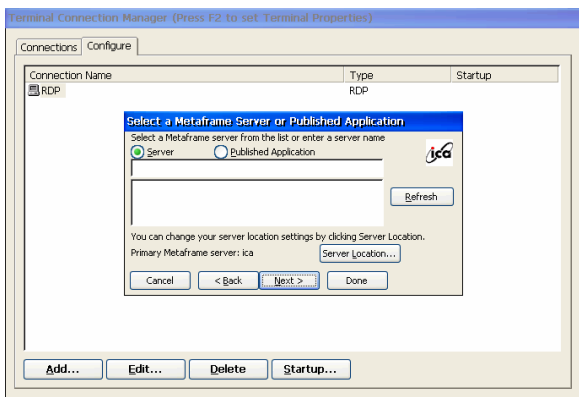 Terminal Connection Manager (Press F2 to set Terminal Properties)
Connections Configure
Connection Name Type Startup
RDP RDP
Select a Metaframe Server or Published Application
Select a Metaframe server from the list or enter a server name
Server Published Application
ica
Refresh
You can change your server location settings by clicking Server Location.
Primary Metaframe server: ica Server Location...
Cancel < Back Next > Done
Add... Edit... Delete Startup...